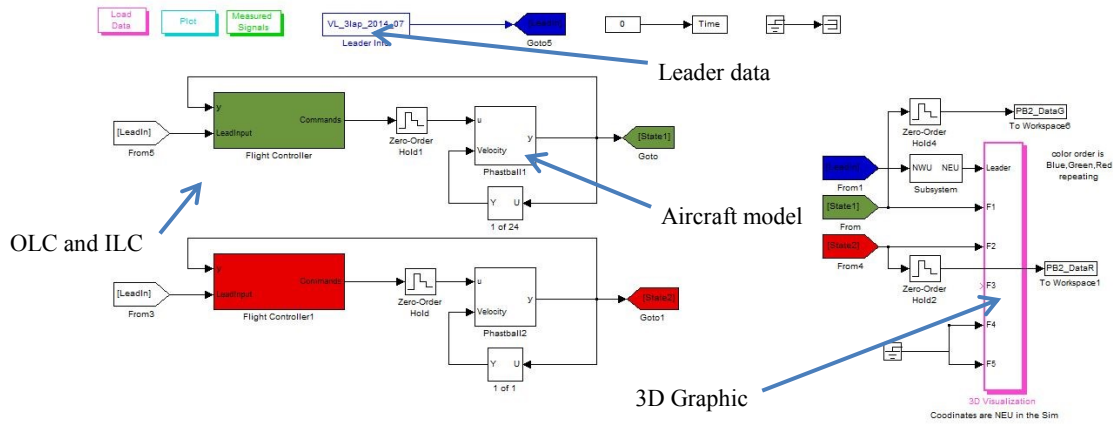 Load
Data
Plot
Measured
Signals
VL_3lap_2014-07
Leader Info
Goto5
0
Time
Leader data
y
LeadInput
Commands
Flight Controller
[LeadIn]
From5
Zero-Order
Hold1
u
Velocity
y
Phastball1
[State1]
Goto
Y U
1 of 24
Aircraft model
OLC and ILC
y
LeadInput
Commands
Flight Controller1
[LeadIn]
From3
Zero-Order
Hold
u
Velocity
y
Phastball2
[State2]
Goto1
Y U
1 of 1
Zero-Order
Hold4
PB2_DataG
To Workspace6
color order is
Blue,Green,Red
repeating
From1
NWU NEU
Subsystem
Leader
[State1]
From
F1
[State2]
From4
F2
Zero-Order
Hold2
PB2_DataR
To Workspace1
F3
F4
F5
3D Graphic
3D Visualization
Coodinates are NEU in the Sim